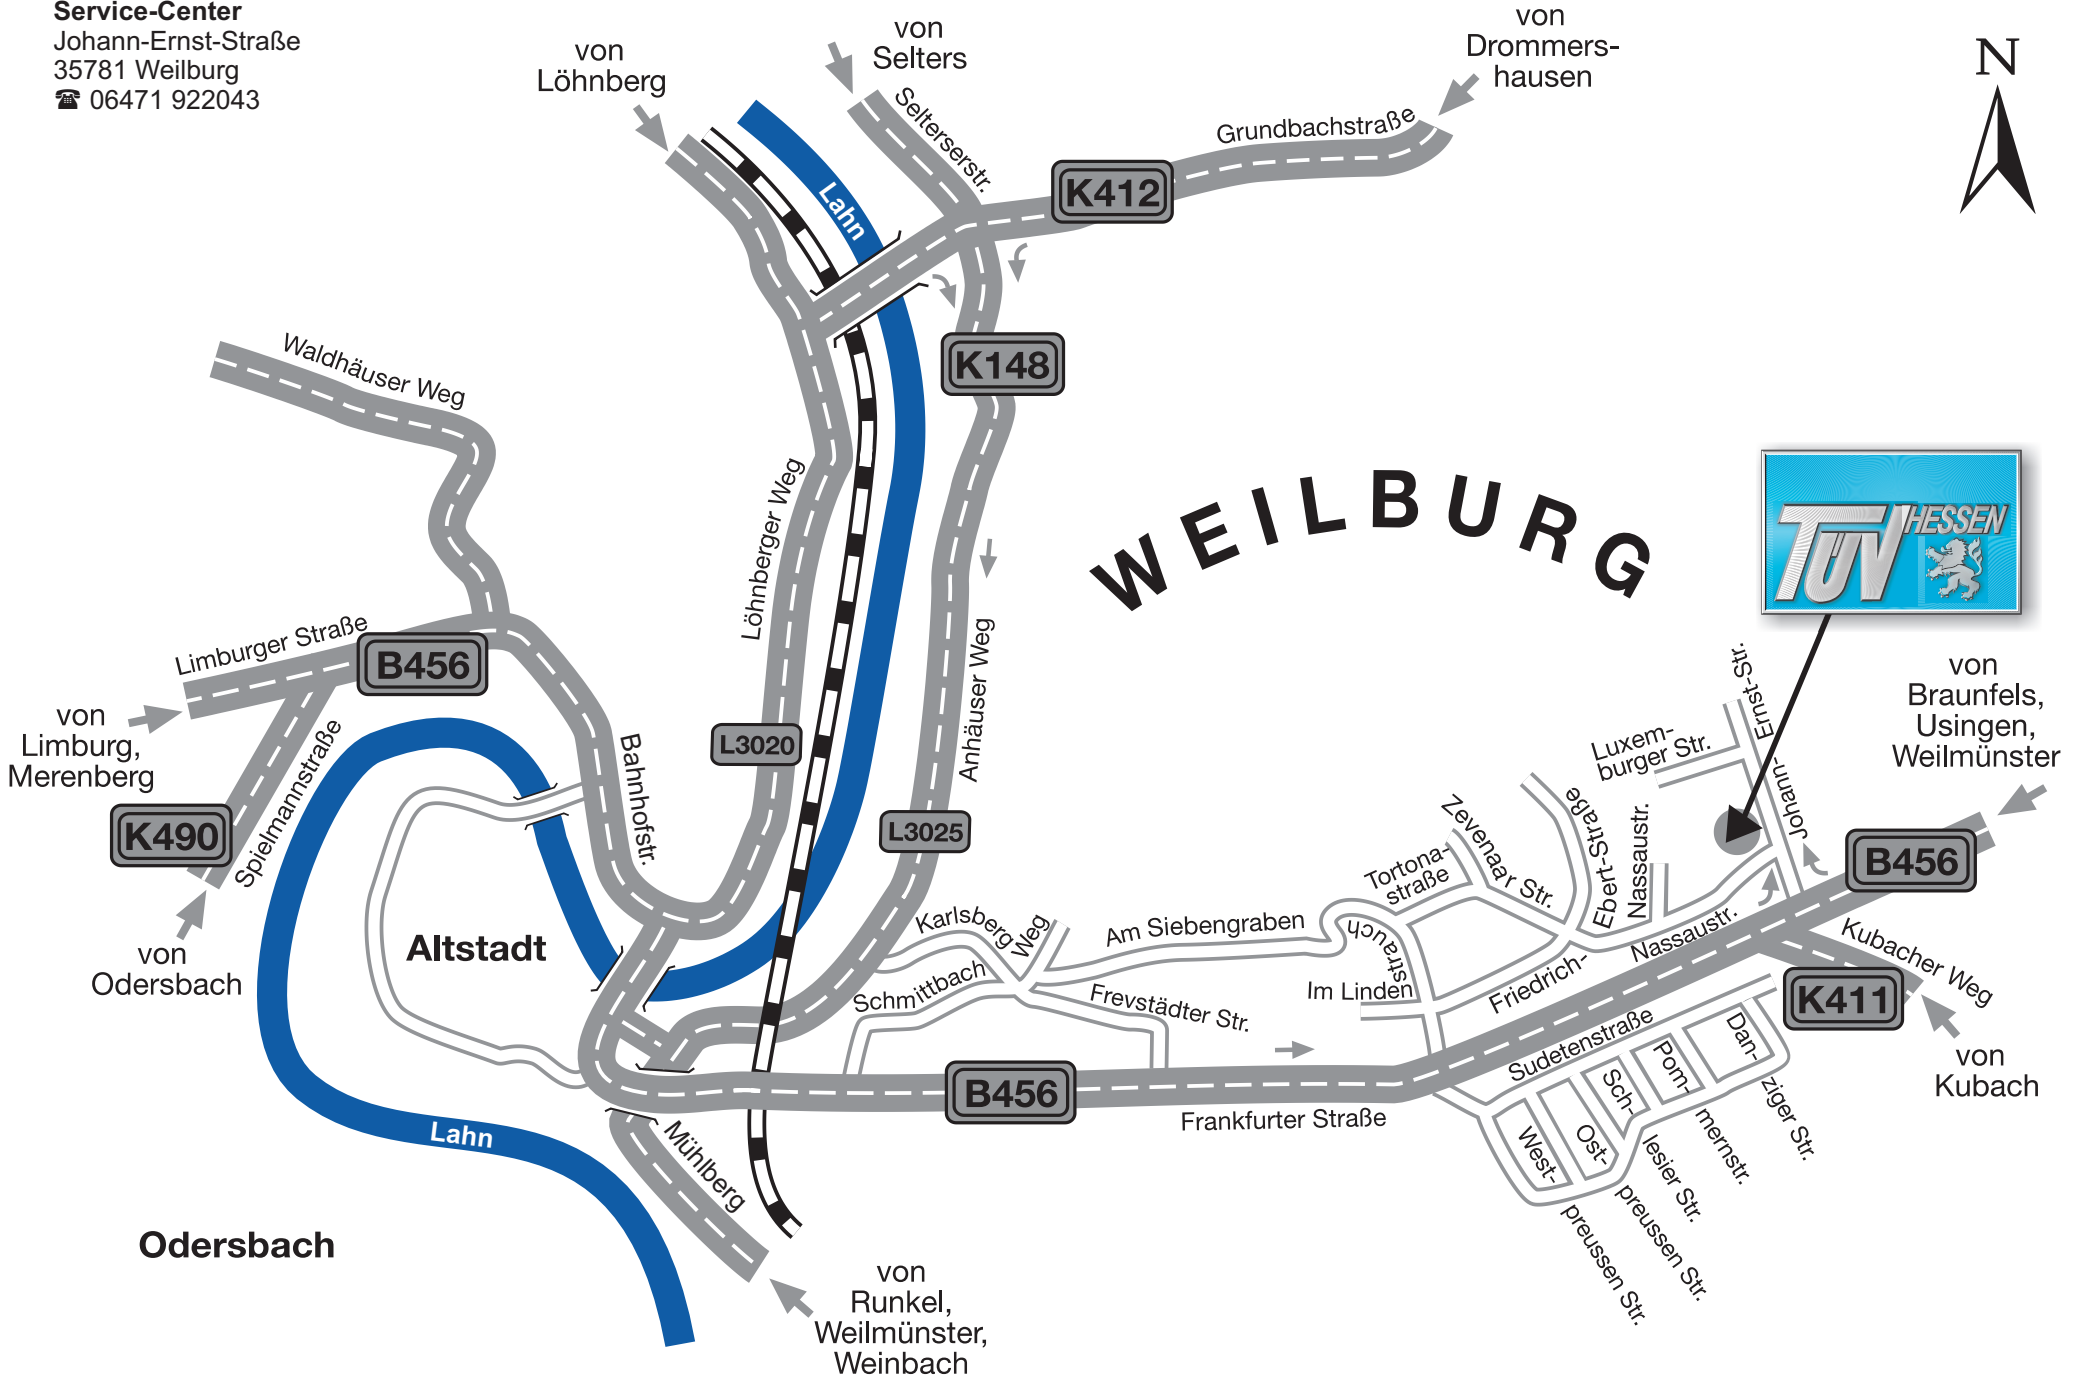 Service-Center
Johann-Ernst-Straße
35781 Weilburg
☎ 06471 922043
von
Löhnberg
von
Selters
von
Drommers-
hausen
N
Selterserstr.
Grundbachstraße
K412
Lahn
K148
Waldhäuser Weg
Löhnberger Weg
WEILBURG
TÜV HESSEN
Limburger Straße
B456
von
Limburg,
Merenberg
Spielmannstraße
K490
von
Odersbach
Bahnhofstr.
L3020
Anhäuser Weg
L3025
Altstadt
Karlsberg
Weg
Schmittbach
Am Siebengraben
Frevstädter Str.
Tortona-
straße
Zevenaar Str.
Ebert-Straße
Nassaustr.
Luxem-
burger Str.
Ernst-Str.
Johann-
von
Braunfels,
Usingen,
Weilmünster
B456
Im Linden
strauch
Friedrich-
Nassaustr.
Kubacher Weg
K411
von
Kubach
Sudetenstraße
B456
Frankfurter Straße
West-
preussen Str.
Ost-
preussen Str.
Sch-
lesier Str.
Pom-
mernstr.
Dan-
ziger Str.
Lahn
Mühlberg
Odersbach
von
Runkel,
Weilmünster,
Weinbach